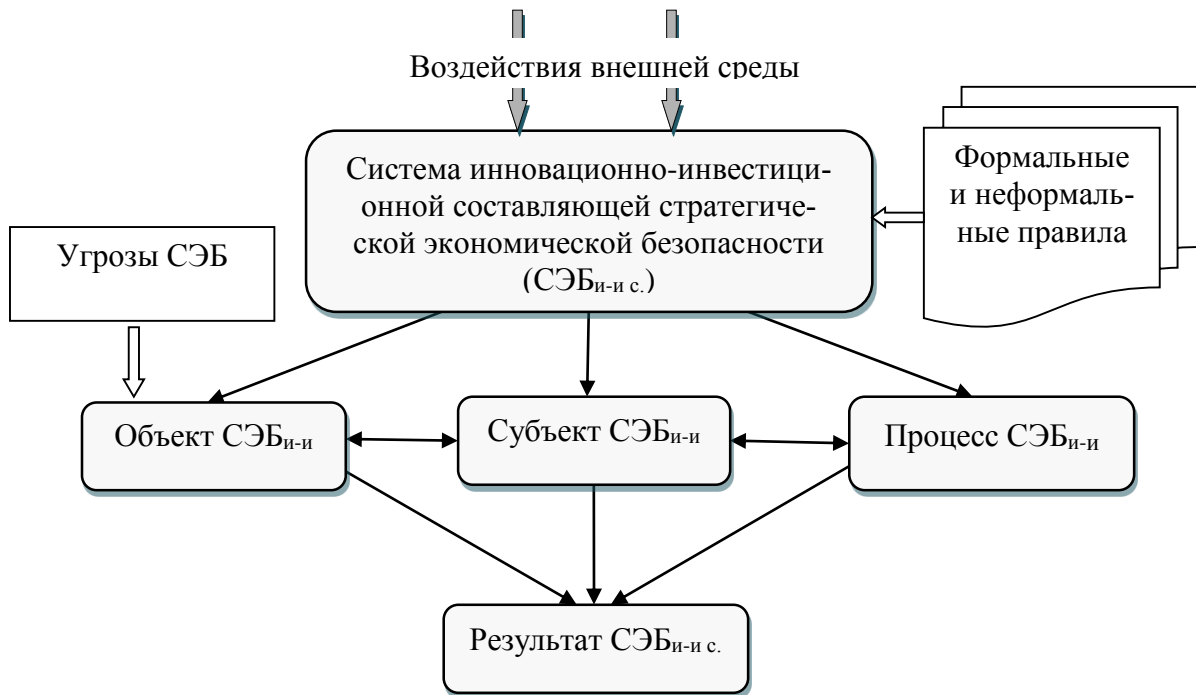 Воздействия внешней среды
Система инновационно-инвестици-
онной составляющей стратегиче-
ской экономической безопасности
(СЭБи-и с.)
Формальные
и неформаль-
ные правила
Угрозы СЭБ
Объект СЭБи-и
Субъект СЭБи-и
Процесс СЭБи-и
Результат СЭБи-и с.